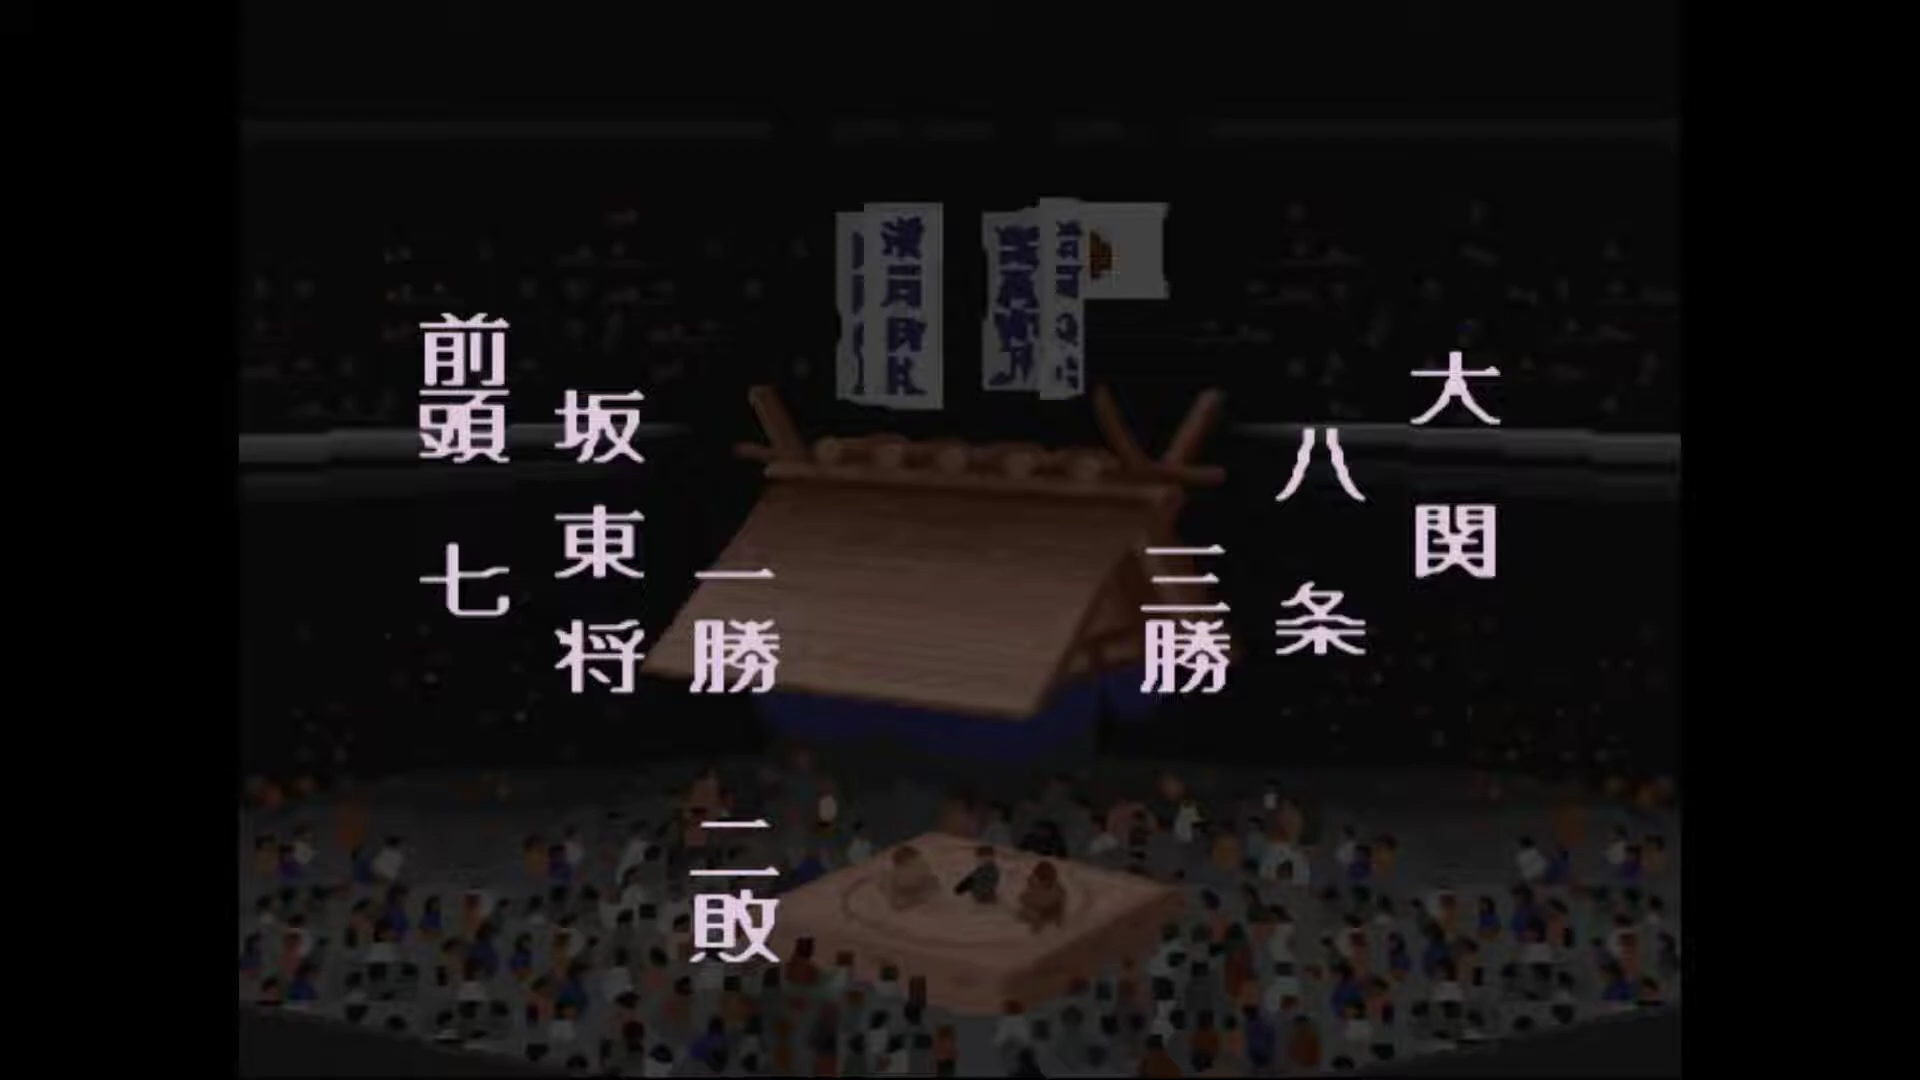 大関
八条
三勝
一勝 二敗
坂東将
前頭 七